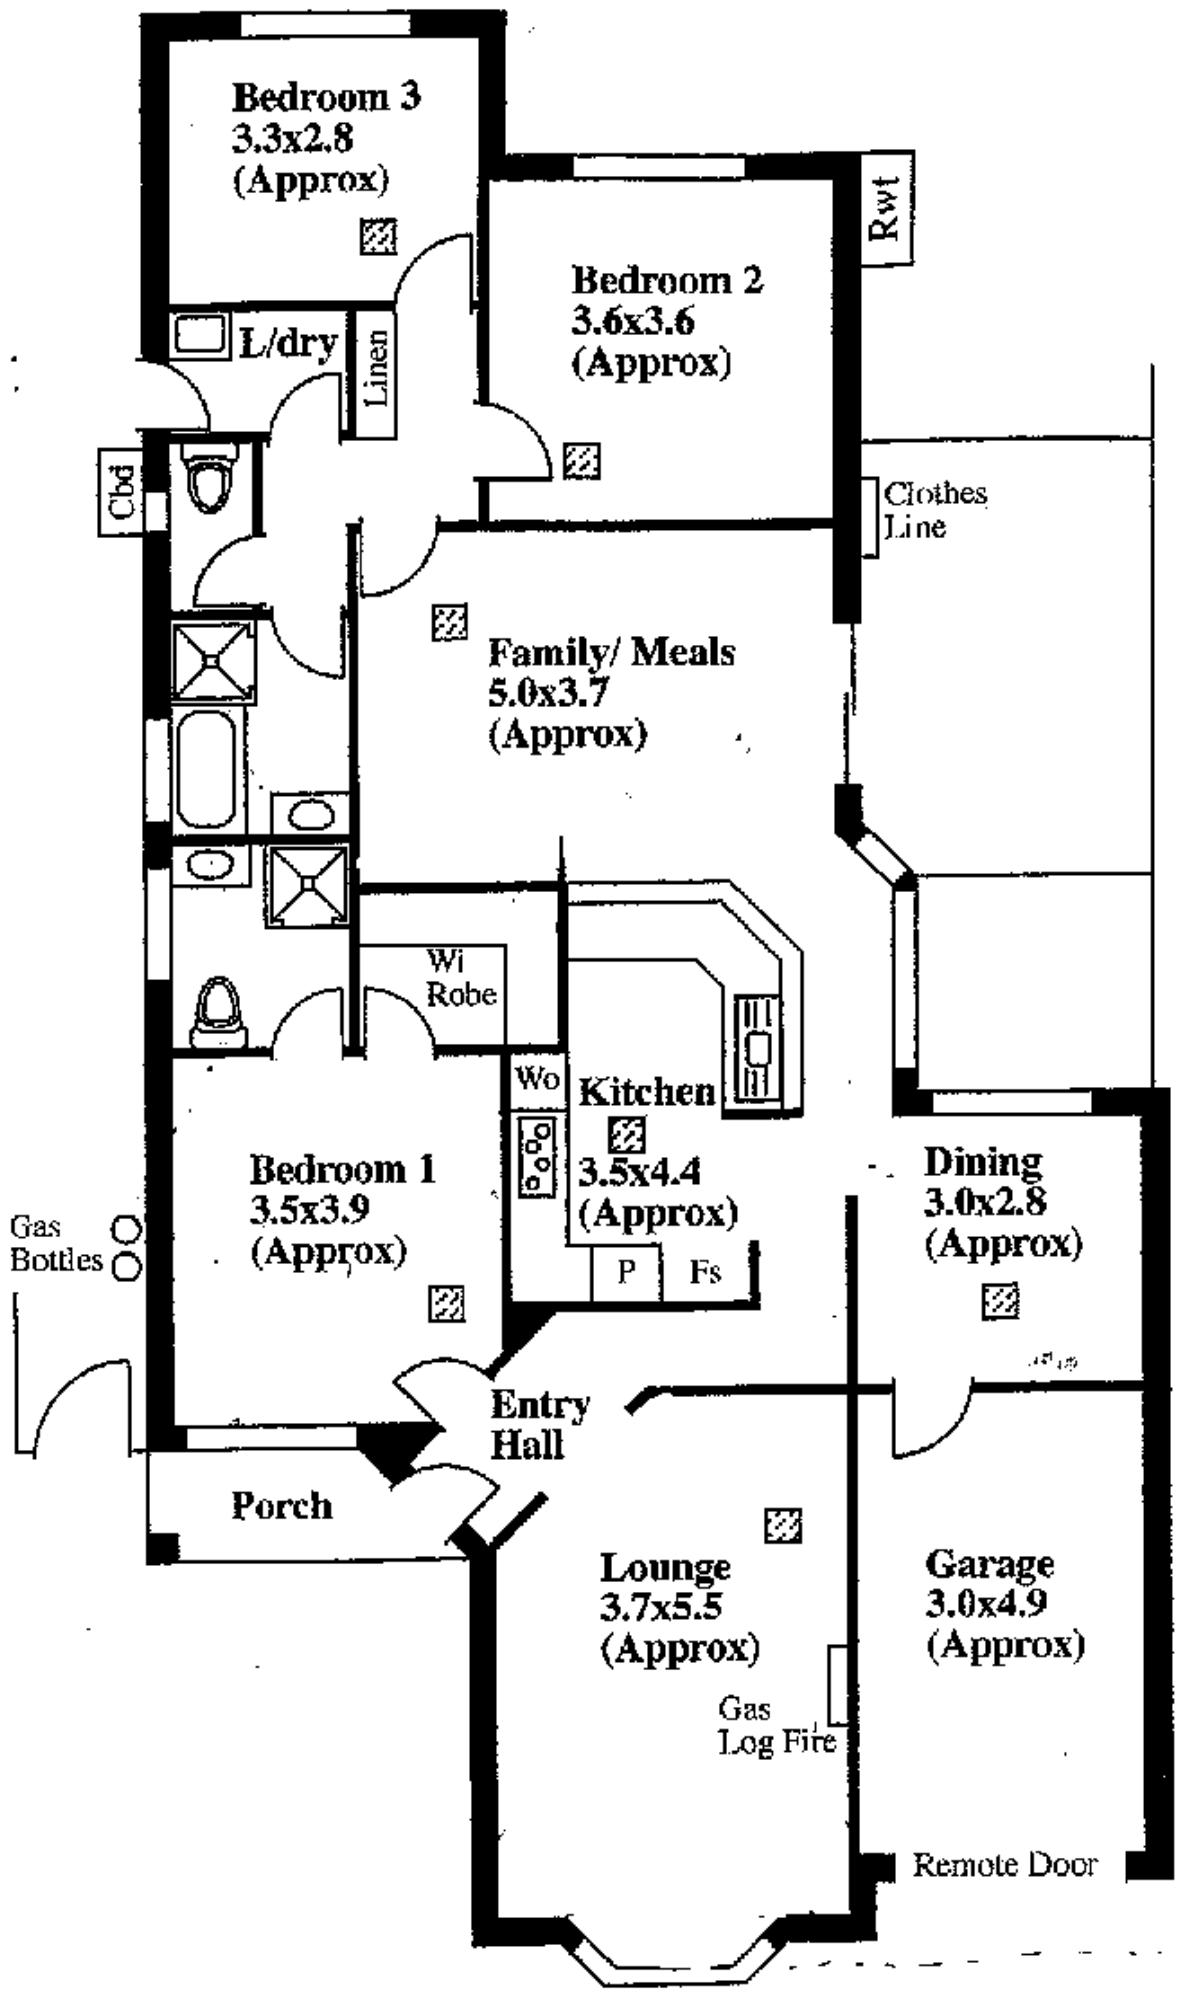 Bedroom 3
3.3x2.8
(Approx)
Rwt
Bedroom 2
3.6x3.6
(Approx)
L/dry
Linen
Cbd
Clothes
Line
Family/ Meals
5.0x3.7
(Approx)
Wi
Robe
Wo
Kitchen
3.5x4.4
(Approx)
P
Fs
Bedroom 1
3.5x3.9
(Approx)
Dining
3.0x2.8
(Approx)
Gas
Bottles
Entry
Hall
Porch
Lounge
3.7x5.5
(Approx)
Garage
3.0x4.9
(Approx)
Gas
Log Fire
Remote Door